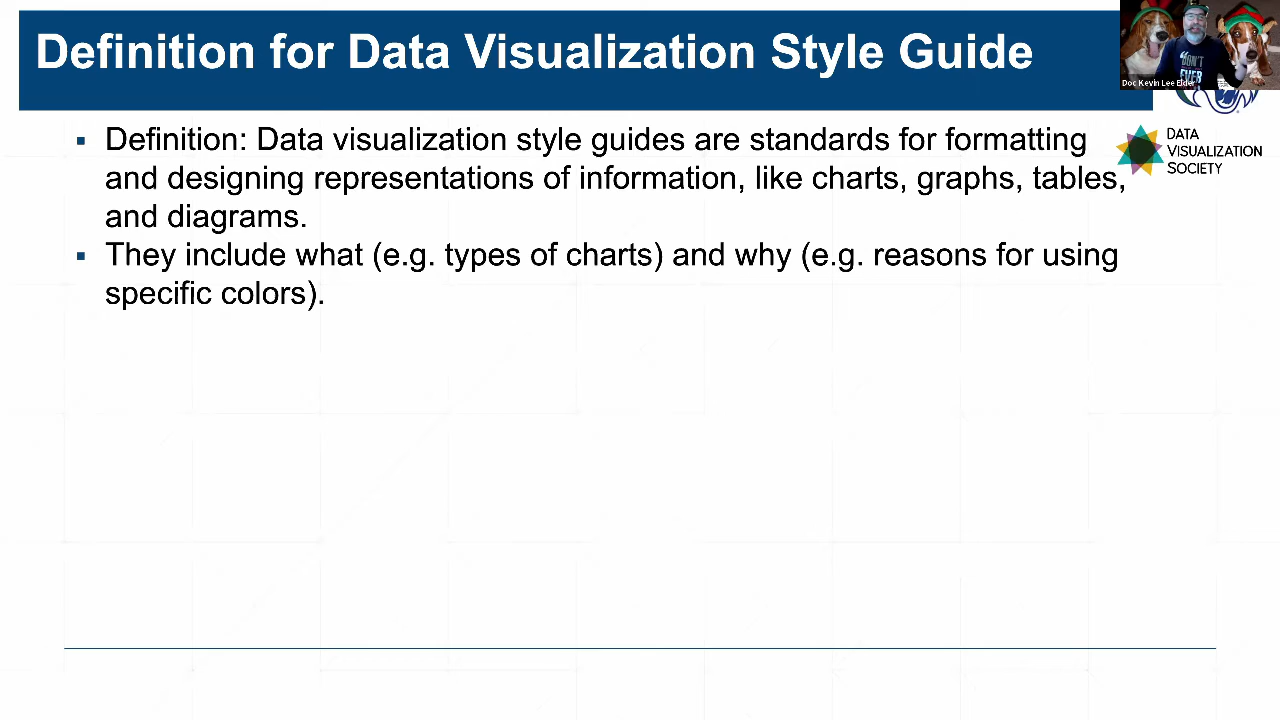 Definition for Data Visualization Style Guide
Doc Kevin Lee Elder
▪ Definition: Data visualization style guides are standards for formatting
and designing representations of information, like charts, graphs, tables,
and diagrams.
▪ They include what (e.g. types of charts) and why (e.g. reasons for using
specific colors).
DATA
VISUALIZATION
SOCIETY